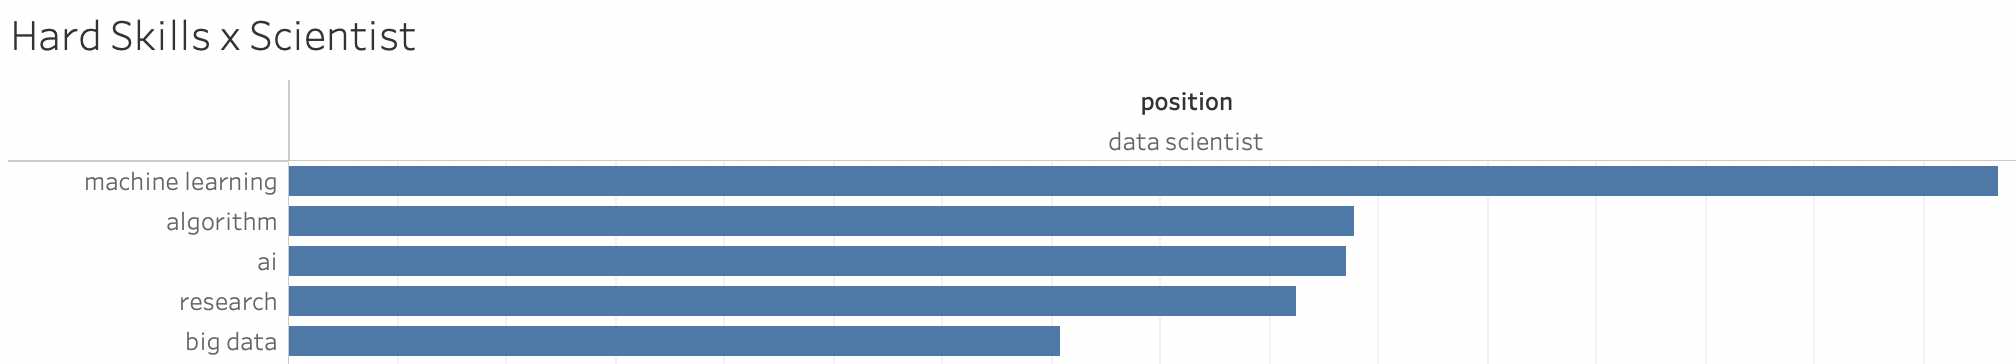 Hard Skills x Scientist
position
data scientist
machine learning
algorithm
ai
research
big data